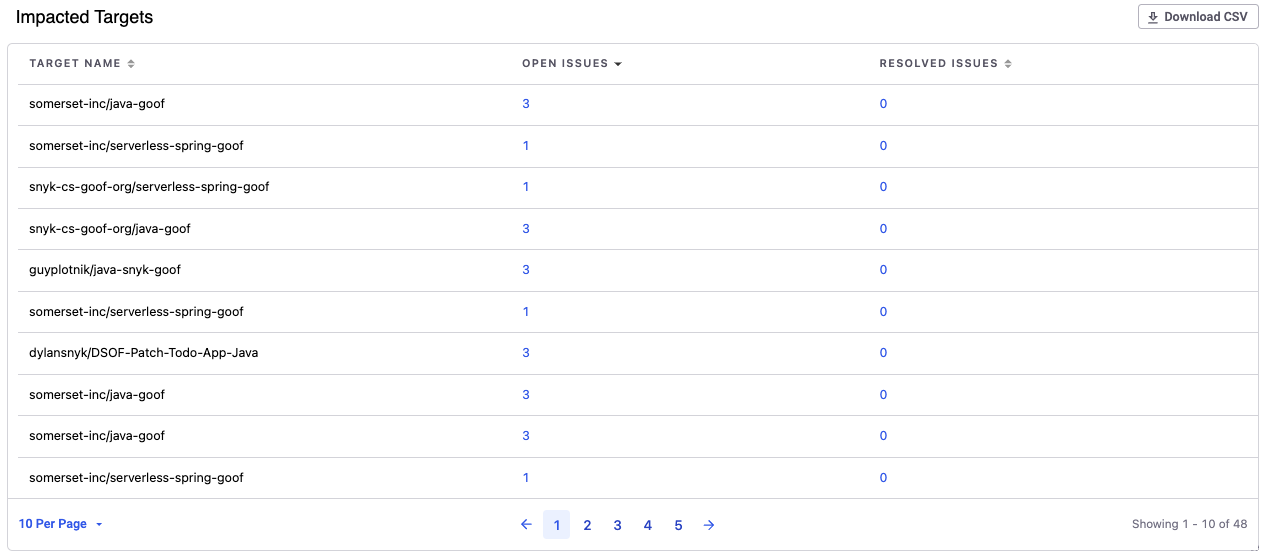 Impacted Targets
Download CSV
TARGET NAME OPEN ISSUES RESOLVED ISSUES
somerset-inc/java-goof 3 0
somerset-inc/serverless-spring-goof 1 0
snyk-cs-goof-org/serverless-spring-goof 1 0
snyk-cs-goof-org/java-goof 3 0
guyplotnik/java-snyk-goof 3 0
somerset-inc/serverless-spring-goof 1 0
dylansnyk/DSOF-Patch-Todo-App-Java 3 0
somerset-inc/java-goof 3 0
somerset-inc/java-goof 3 0
somerset-inc/serverless-spring-goof 1 0
10 Per Page 1 2 3 4 5 Showing 1 - 10 of 48